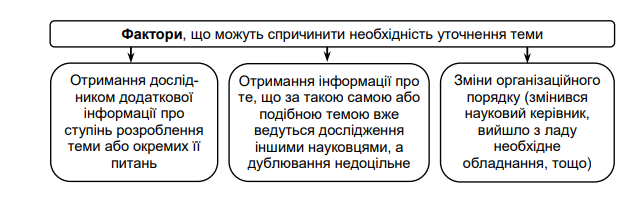 Фактори, що можуть спричинити необхідність уточнення теми
Отримання дослід-
ником додаткової
інформації про
ступінь розроблення
теми або окремих її
питань
Отримання інформації про
те, що за такою самою або
подібною темою вже
ведуться дослідження
іншими науковцями, а
дублювання недоцільне
Зміни організаційного
порядку (змінився
науковий керівник,
вийшло з ладу
необхідне
обладнання, тощо)